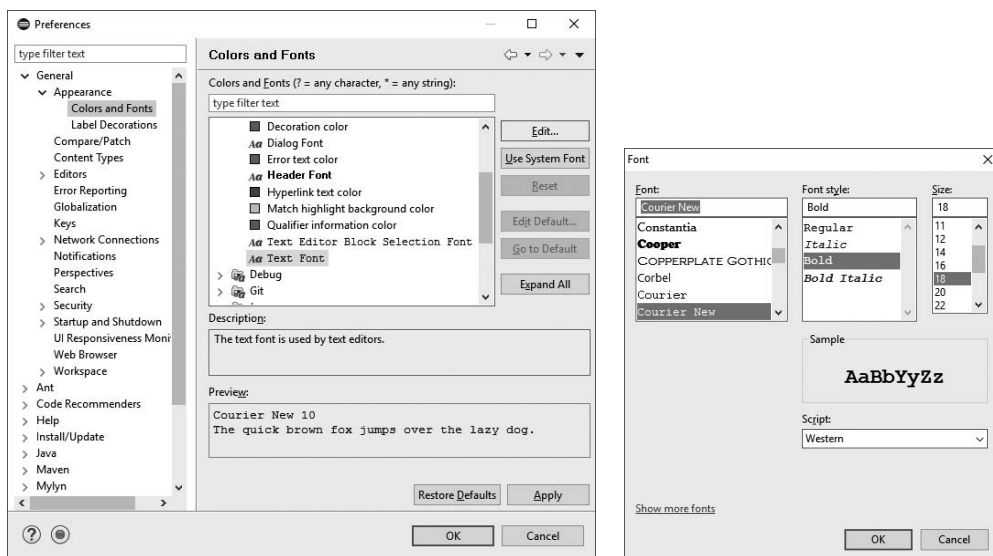 Preferences
type filter text
General
Appearance
Colors and Fonts
Label Decorations
Compare/Patch
Content Types
Editors
Error Reporting
Globalization
Keys
Network Connections
Notifications
Perspectives
Search
Security
Startup and Shutdown
UI Responsiveness Moni
Web Browser
Workspace
Ant
Code Recommenders
Help
Install/Update
Java
Maven
Mylyn
Colors and Fonts
Colors and Fonts (? = any character, * = any string):
type filter text
Decoration color
Aa Dialog Font
Error text color
Aa Header Font
Hyperlink text color
Match highlight background color
Qualifier information color
Aa Text Editor Block Selection Font
Aa Text Font
Debug
Git
Edit...
Use System Font
Reset
Edit Default...
Go to Default
Expand All
Description:
The text font is used by text editors.
Preview:
Courier New 10
The quick brown fox jumps over the lazy dog.
Restore Defaults
Apply
OK
Cancel
Font
Font:
Courier New
Constantia
Cooper
COPPERPLATE GOTHIC
Corbel
Courier
Courier New
Font style:
Bold
Regular
Italic
Bold
Bold Italic
Size:
18
11
12
14
16
18
20
22
Sample
AaBbYyZz
Script:
Western
Show more fonts
OK
Cancel